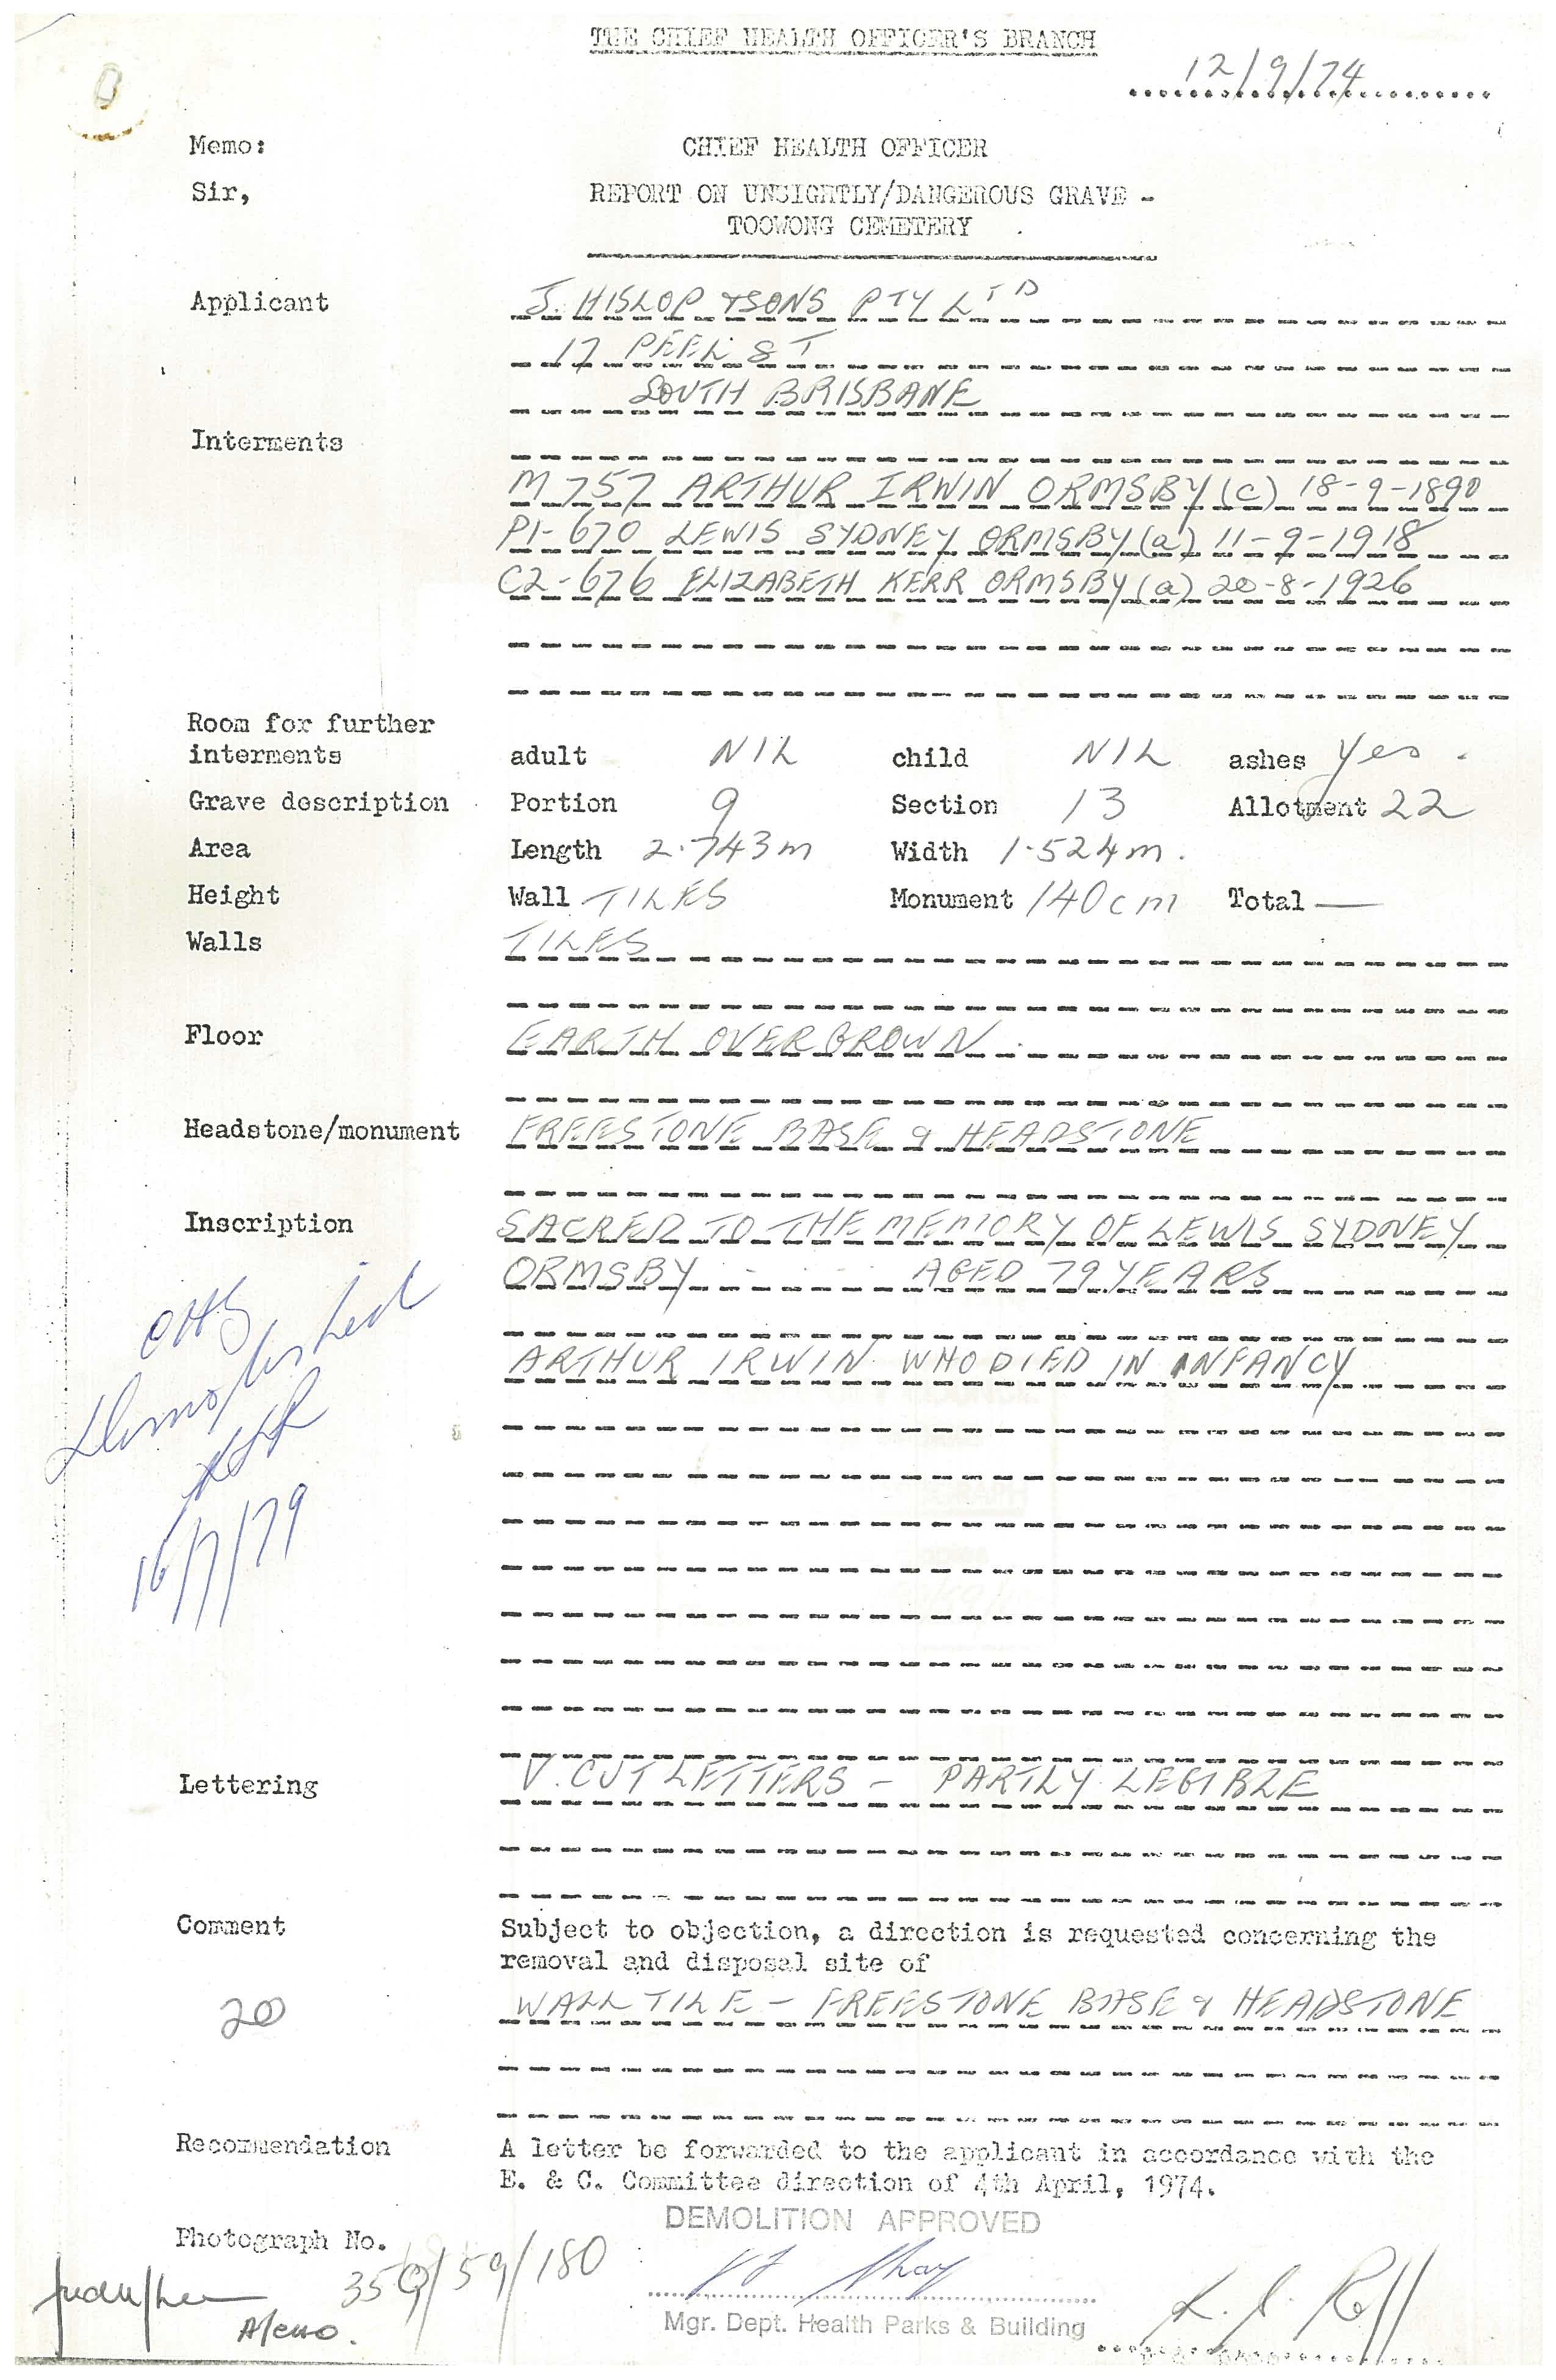 THE CHIEF HEALTH OFFICER'S BRANCH
12/9/74
Memo: CHIEF HEALTH OFFICER
Sir, REPORT ON UNSIGHTLY/DANGEROUS GRAVE -
TOOWONG CEMETERY
Applicant J. HISLOP & SONS PTY LTD
17 PEEL ST
SOUTH BRISBANE
Interments
M757 ARTHUR IRWIN ORMSBY (c) 18-9-1890
P1-670 LEWIS SYDNEY ORMSBY (a) 11-9-1918
C2-676 ELIZABETH KERR ORMSBY (a) 20-8-1926
Room for further
interments adult NIL child NIL ashes yes.
Grave description Portion 9 Section 13 Allotment 22
Area Length 2.743m Width 1.524m.
Height Wall TILES Monument 140cm Total —
Walls TILES
Floor EARTH OVERGROWN.
Headstone/monument FREESTONE BASE & HEADSTONE
Inscription SACRED TO THE MEMORY OF LEWIS SYDNEY
ORMSBY - - - AGED 79 YEARS
ARTHUR IRWIN WHO DIED IN INFANCY
Demolished
16/7/79
Lettering V. CUT LETTERS - PARTLY LEGIBLE
Comment Subject to objection, a direction is requested concerning the
removal and disposal site of
20 WALL TILE - FREESTONE BASE & HEADSTONE
Recommendation A letter be forwarded to the applicant in accordance with the
E. & C. Committee direction of 4th April, 1974.
DEMOLITION APPROVED
Photograph No. 359/59/180
Mgr. Dept. Health Parks & Building